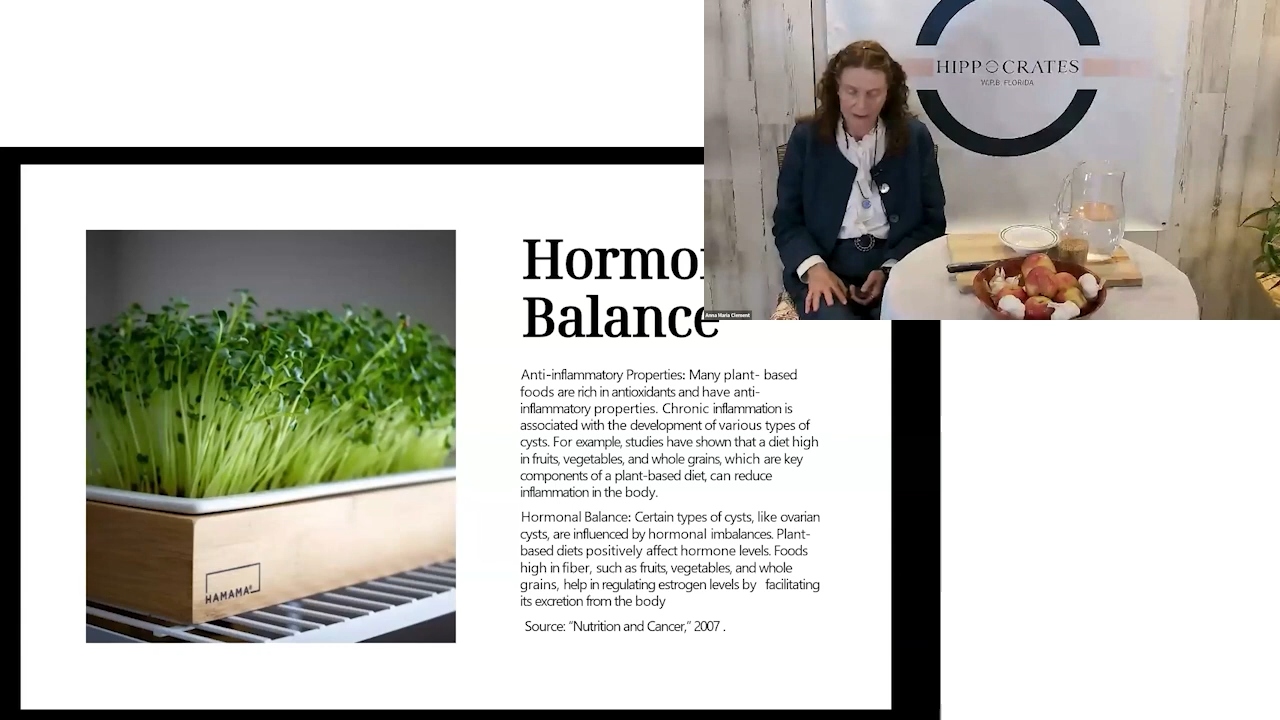 HIPPOCRATES
W.P.B FLORIDA
Anna Maria Clement
Hormo
Balance
Anti-inflammatory Properties: Many plant- based
foods are rich in antioxidants and have anti-
inflammatory properties. Chronic inflammation is
associated with the development of various types of
cysts. For example, studies have shown that a diet high
in fruits, vegetables, and whole grains, which are key
components of a plant-based diet, can reduce
inflammation in the body.
Hormonal Balance: Certain types of cysts, like ovarian
cysts, are influenced by hormonal imbalances. Plant-
based diets positively affect hormone levels. Foods
high in fiber, such as fruits, vegetables, and whole
grains, help in regulating estrogen levels by facilitating
its excretion from the body
Source: "Nutrition and Cancer," 2007 .
HAMAMA®